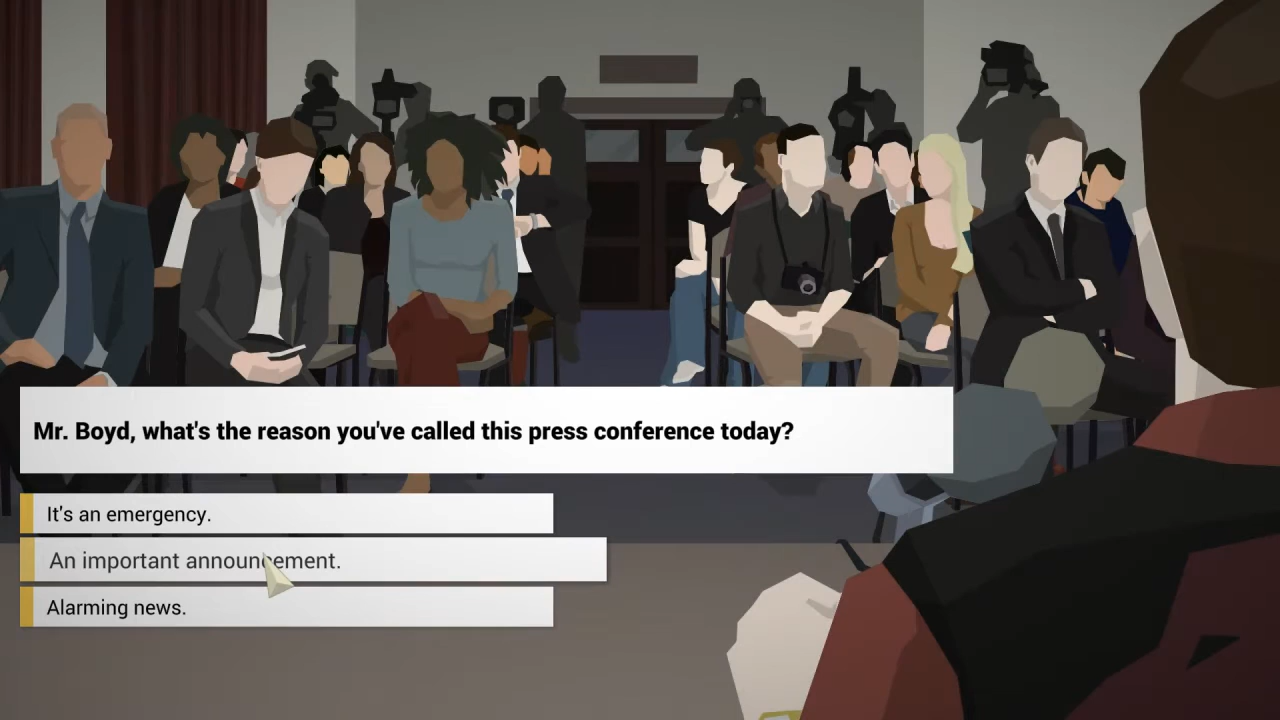 Mr. Boyd, what's the reason you've called this press conference today?
It's an emergency.
An important announcement.
Alarming news.